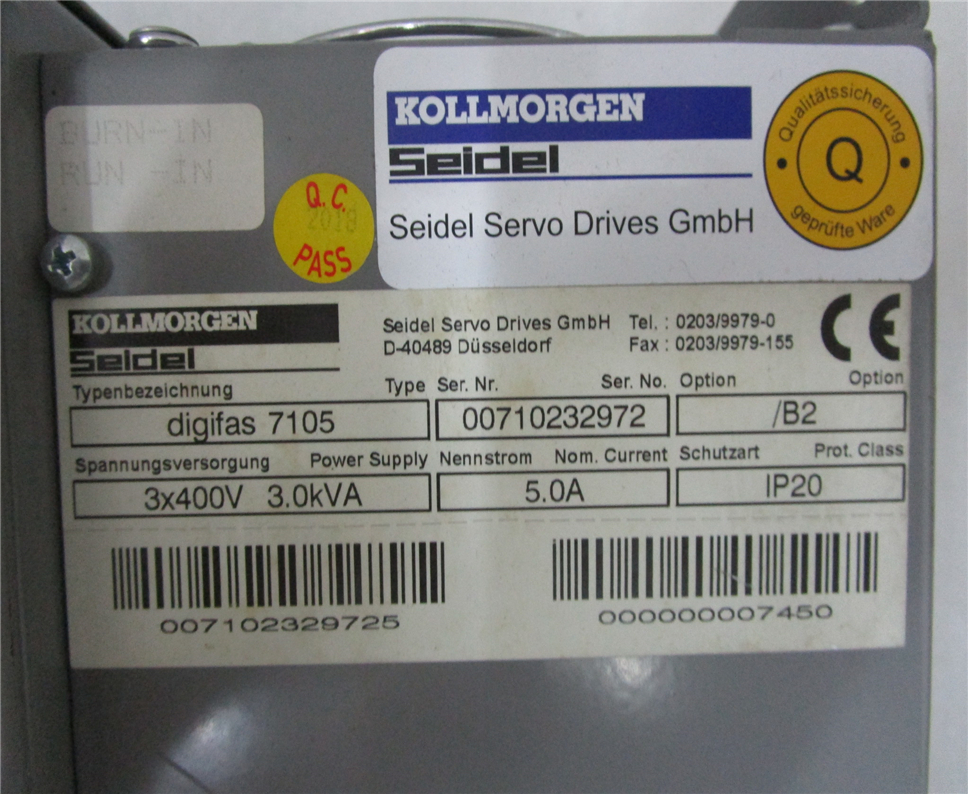 BURN-IN
RUN -IN
Q.C.
2018
PASS
KOLLMORGEN
Seidel
Seidel Servo Drives GmbH
Qualitätssicherung
Q
geprüfte Ware
KOLLMORGEN
Seidel
Seidel Servo Drives GmbH Tel. : 0203/9979-0
D-40489 Düsseldorf Fax : 0203/9979-155
CE
Typenbezeichnung Type Ser. Nr. Ser. No. Option Option
digifas 7105 00710232972 /B2
Spannungsversorgung Power Supply Nennstrom Nom. Current Schutzart Prot. Class
3x400V 3.0kVA 5.0A IP20
007102329725 000000007450